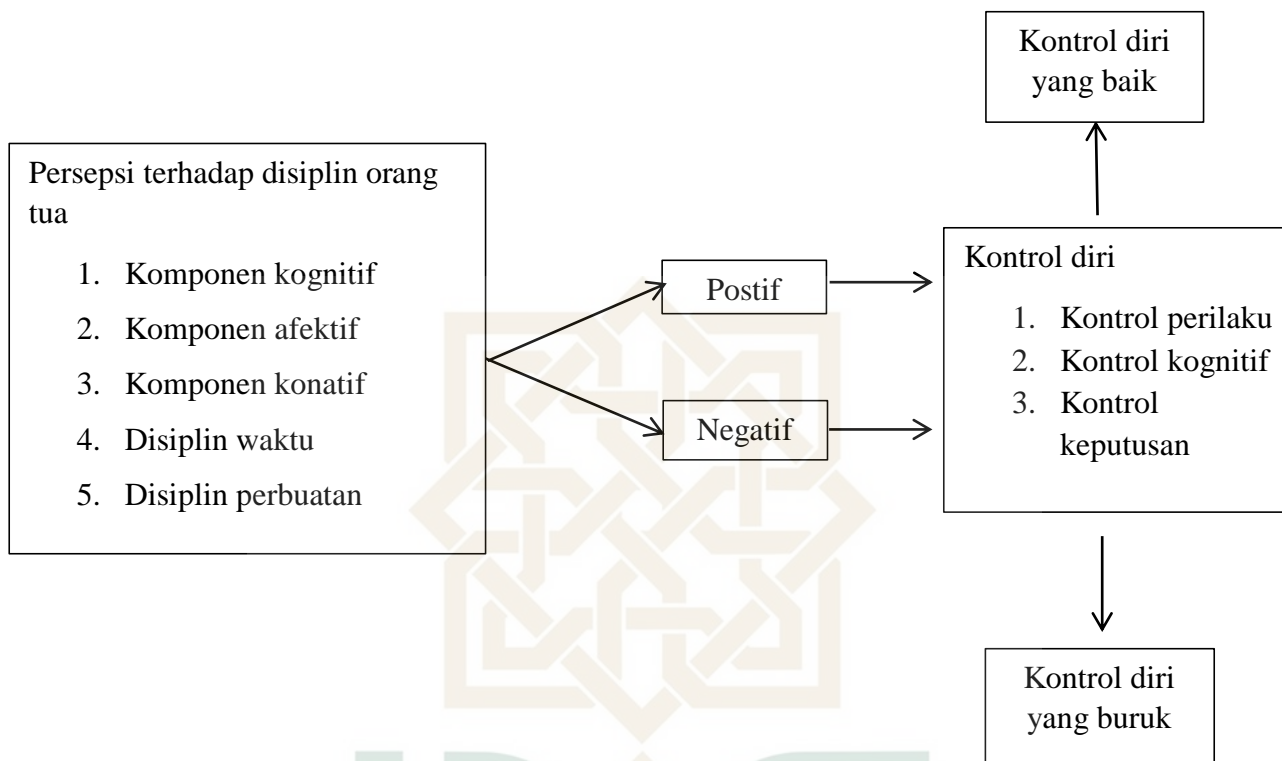 Persepsi terhadap disiplin orang
tua
1. Komponen kognitif
2. Komponen afektif
3. Komponen konatif
4. Disiplin waktu
5. Disiplin perbuatan
Postif
Negatif
Kontrol diri
yang baik
Kontrol diri
1. Kontrol perilaku
2. Kontrol kognitif
3. Kontrol
keputusan
Kontrol diri
yang buruk